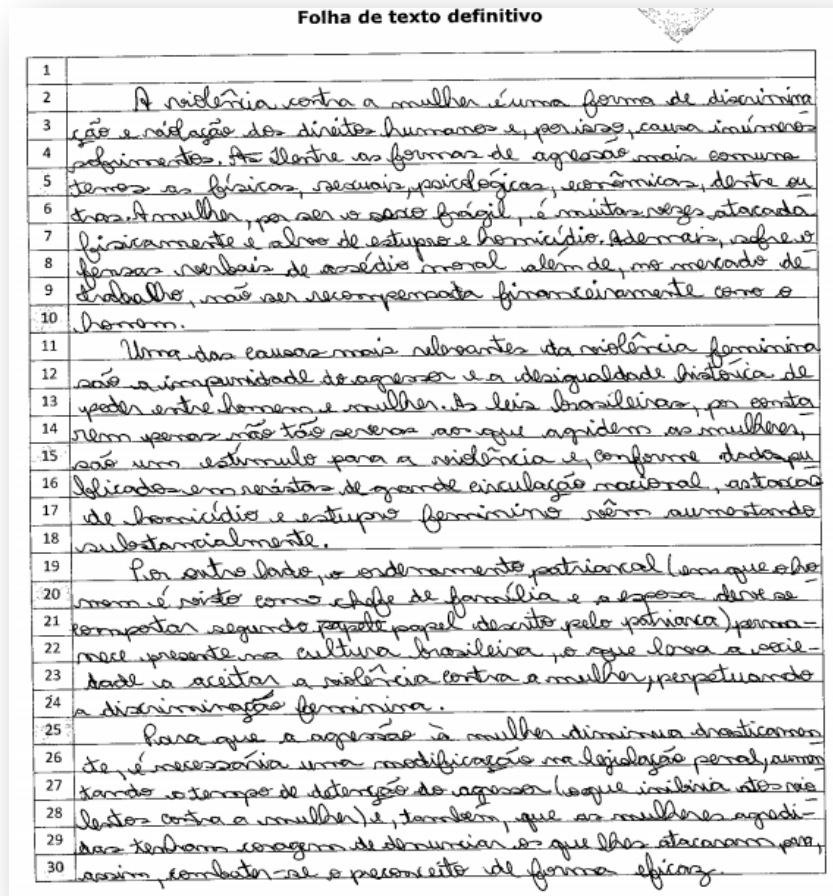 Folha de texto definitivo
1
2 A violência contra a mulher é uma forma de discrimina
3 ção e violação dos direitos humanos e, por isso, causa inúmeros
4 sofrimentos. As Dentre as formas de agressão mais comuns
5 temos as físicas, sexuais, psicológicas, econômicas, dentre ou
6 tras. A mulher, por ser o sexo frágil, é muitas vezes atacada
7 fisicamente e alvo de estupro e homicídio. Ademais, sofre o
8 fensas verbais de assédio moral além de, no mercado de
9 trabalho, não ser recompensada financeiramente como o
10 homem.
11 Uma das causas mais relevantes da violência feminina
12 são a impunidade do agressor e a desigualdade histórica de
13 poder entre homem e mulher. As leis brasileiras, por consta
14 rem penas não tão severas aos que agridem as mulheres,
15 são um estímulo para a violência e, conforme dados pu
16 blicados em revistas de grande circulação nacional, as taxas
17 de homicídio e estupro feminino vêm aumentando
18 substancialmente.
19 Por outro lado, o ordenamento patriarcal (em que o ho
20 mem é visto como chefe de família e a esposa deve se
21 comportar segundo papele papel descrito pelo patriarca) perma-
22 nece presente na cultura brasileira, o que leva a socie-
23 dade a aceitar a violência contra a mulher, perpetuando
24 a discriminação feminina.
25 Para que a agressão à mulher diminua drasticamen
26 te, é necessária uma modificação na legislação penal, aumen
27 tando o tempo de detenção do agressor (o que inibiria atos vio
28 lentos contra a mulher) e, também, que as mulheres agredi-
29 das tenham coragem de denunciar os que lhes atacaram para,
30 assim, combater-se o preconceito de forma eficaz.